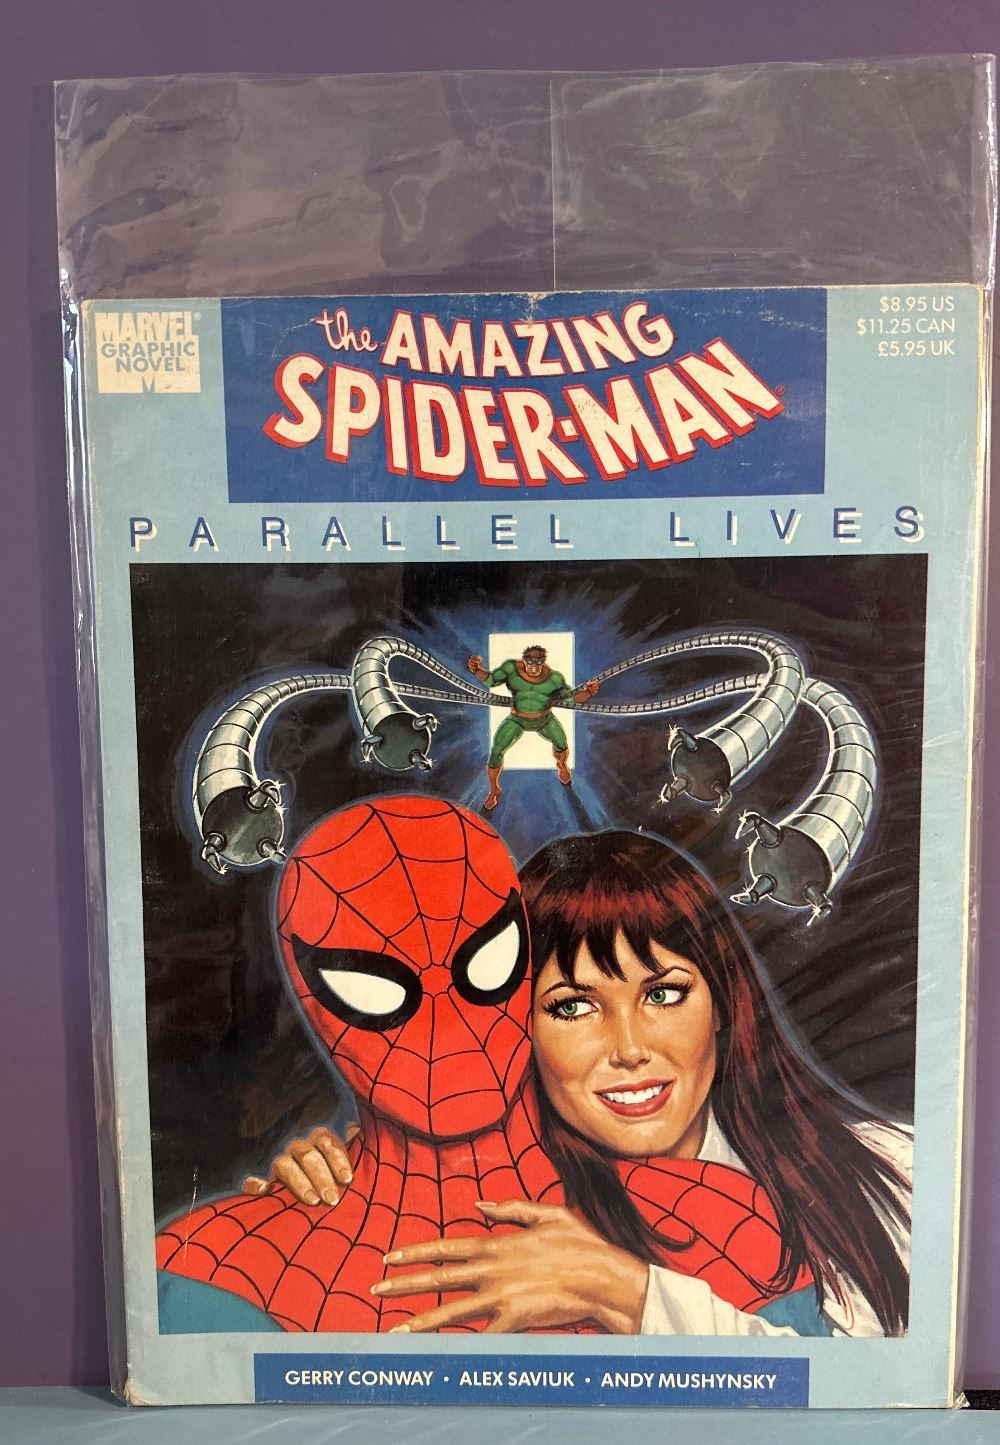 MARVEL®
GRAPHIC
NOVEL
the AMAZING
SPIDER-MAN®
$8.95 US
$11.25 CAN
£5.95 UK
PARALLEL LIVES
GERRY CONWAY • ALEX SAVIUK • ANDY MUSHYNSKY